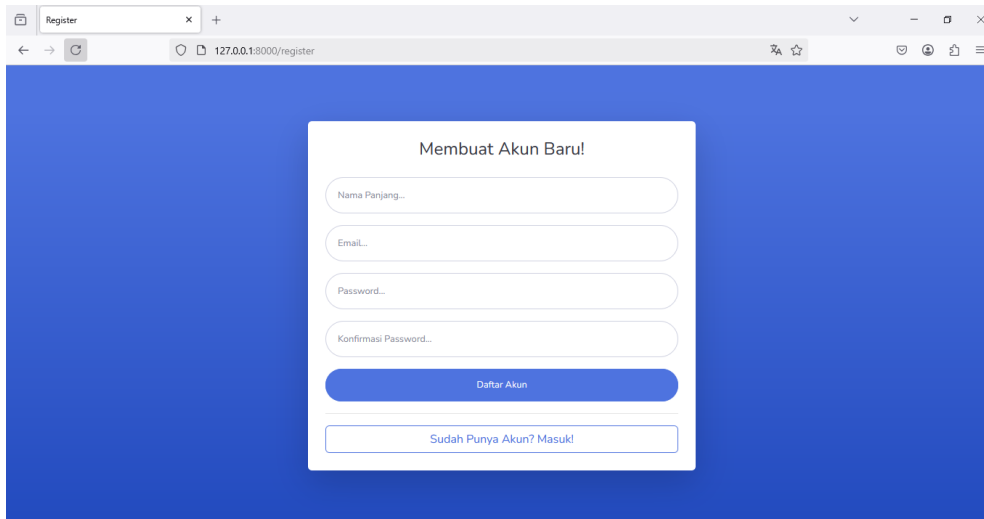 Register
127.0.0.1:8000/register
Membuat Akun Baru!
Nama Panjang...
Email...
Password...
Konfirmasi Password...
Daftar Akun
Sudah Punya Akun? Masuk!